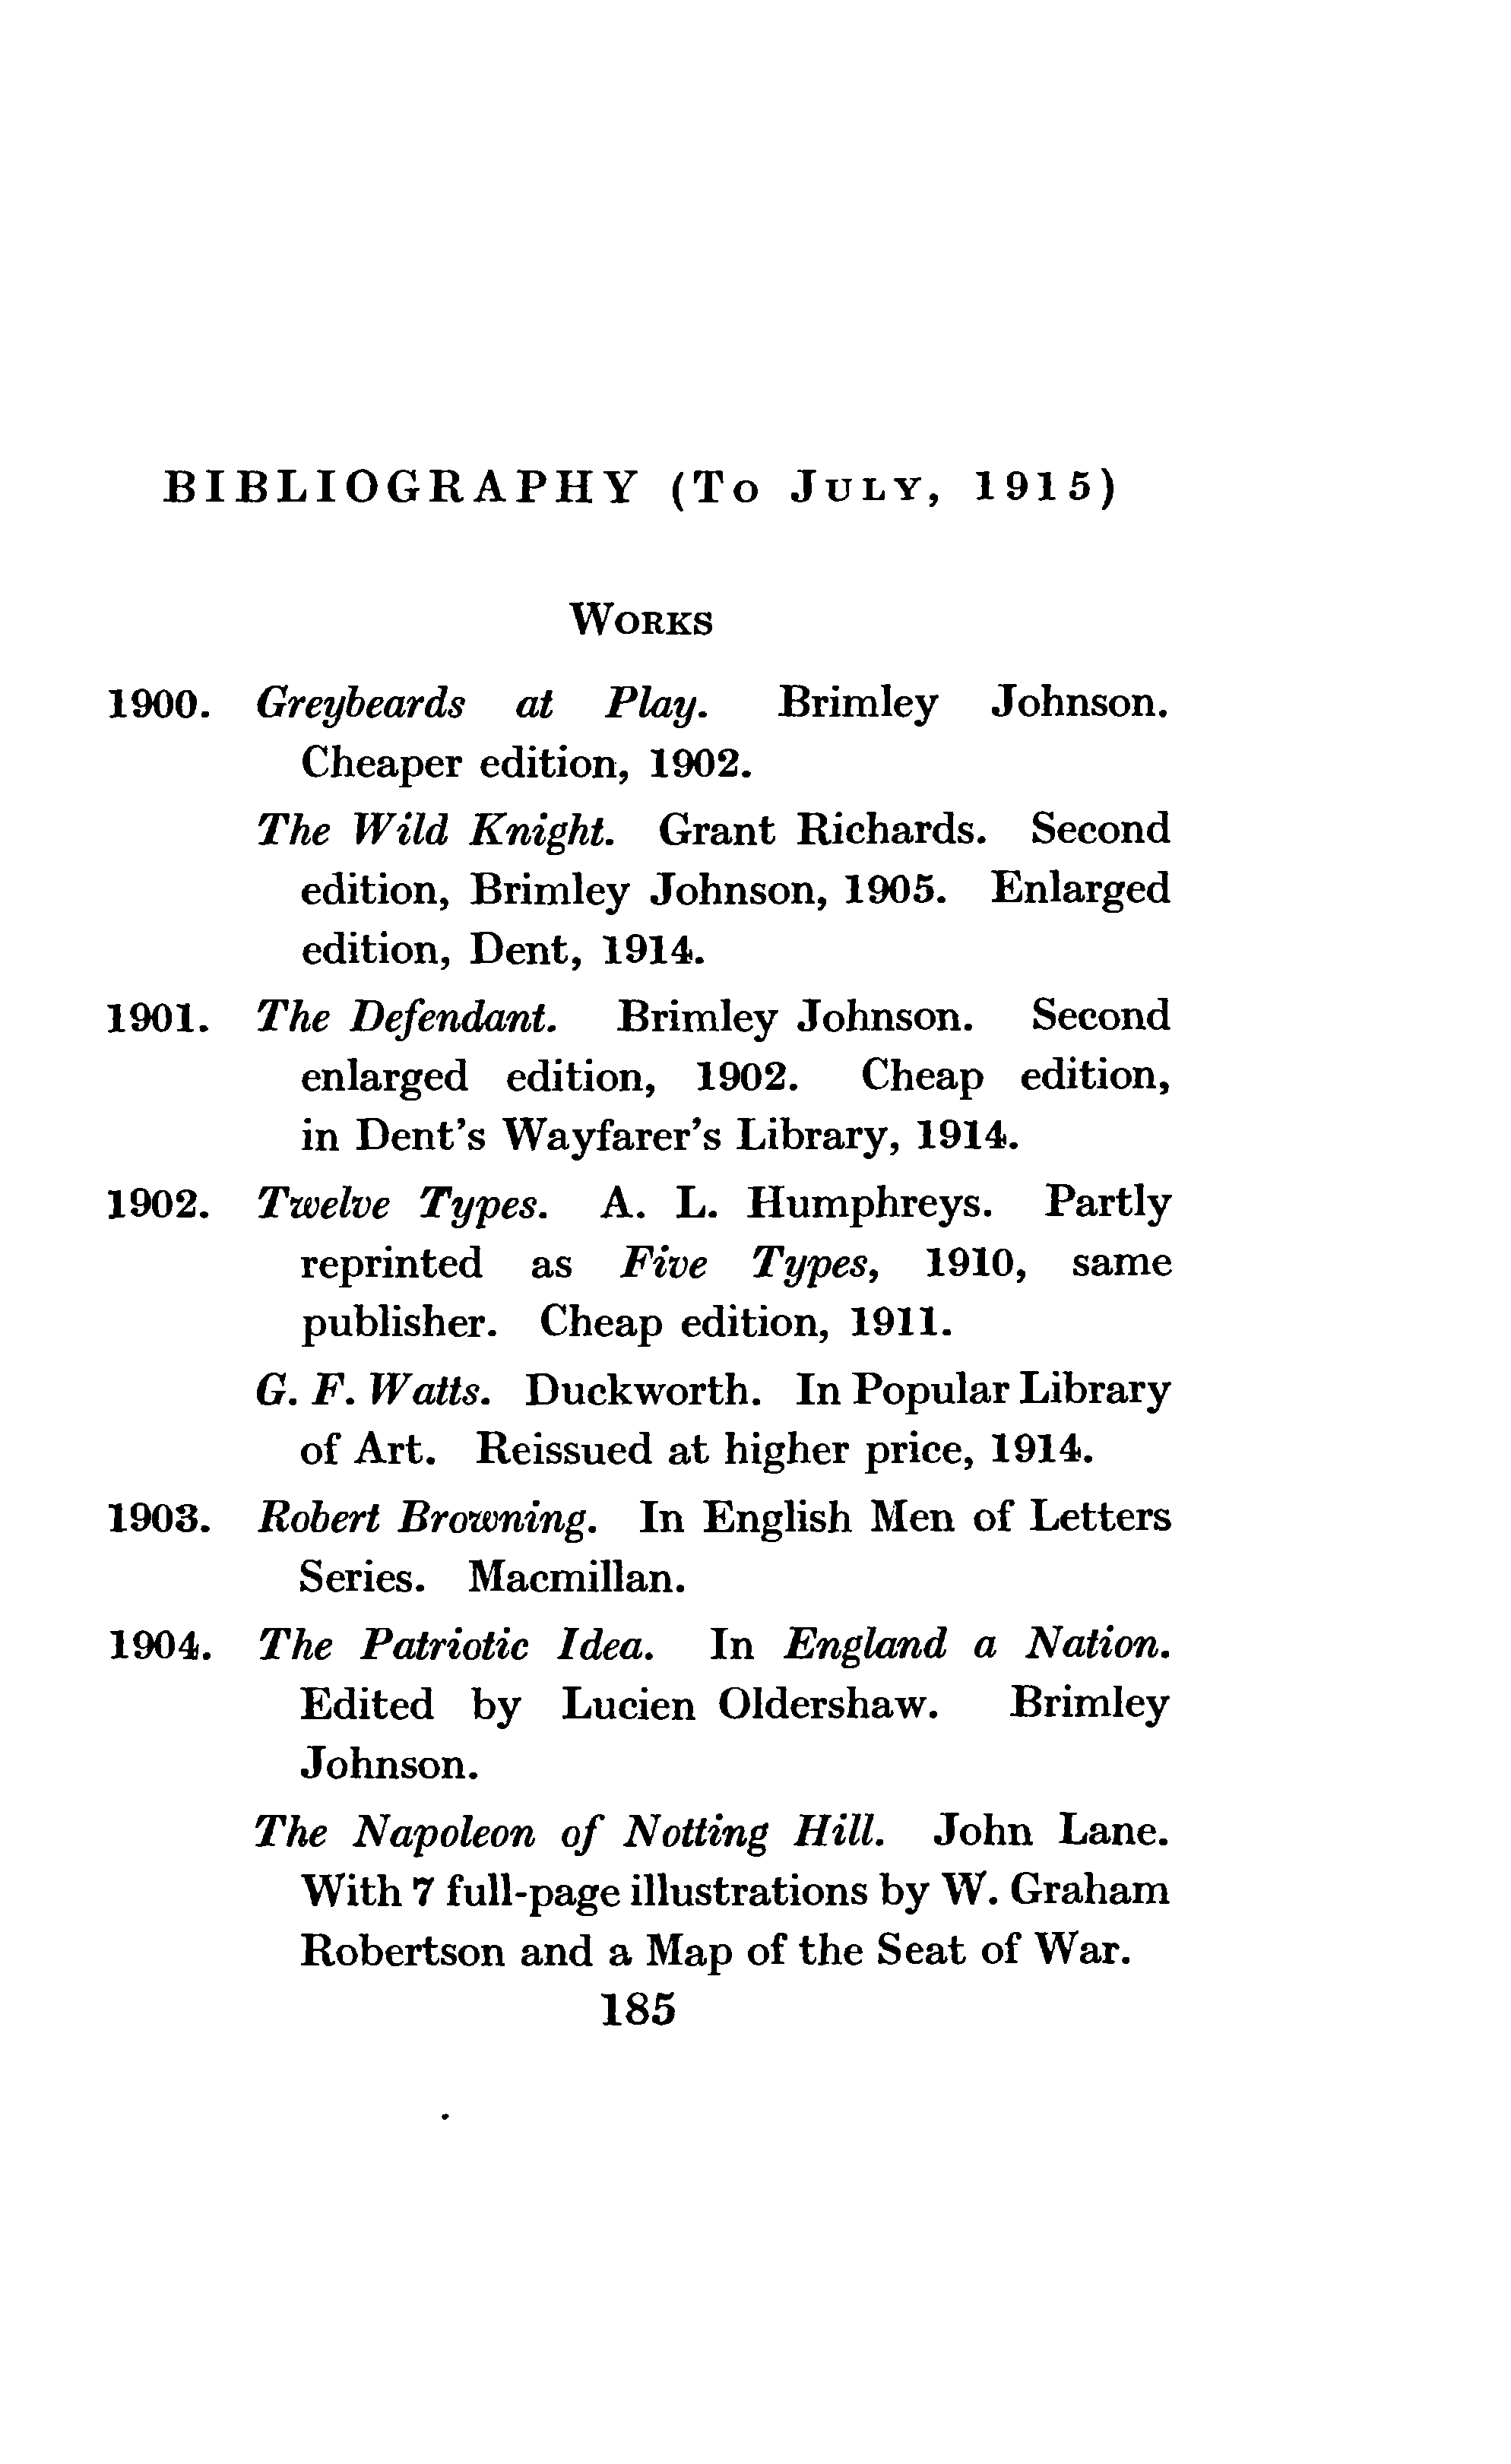 BIBLIOGRAPHY (To July, 1915)
Works
1900. Greybeards at Play. Brimley Johnson.
Cheaper edition, 1902.
The Wild Knight. Grant Richards. Second
edition, Brimley Johnson, 1905. Enlarged
edition, Dent, 1914.
1901. The Defendant. Brimley Johnson. Second
enlarged edition, 1902. Cheap edition,
in Dent's Wayfarer's Library, 1914.
1902. Twelve Types. A. L. Humphreys. Partly
reprinted as Five Types, 1910, same
publisher. Cheap edition, 1911.
G. F. Watts. Duckworth. In Popular Library
of Art. Reissued at higher price, 1914.
1903. Robert Browning. In English Men of Letters
Series. Macmillan.
1904. The Patriotic Idea. In England a Nation.
Edited by Lucien Oldershaw. Brimley
Johnson.
The Napoleon of Notting Hill. John Lane.
With 7 full-page illustrations by W. Graham
Robertson and a Map of the Seat of War.
185